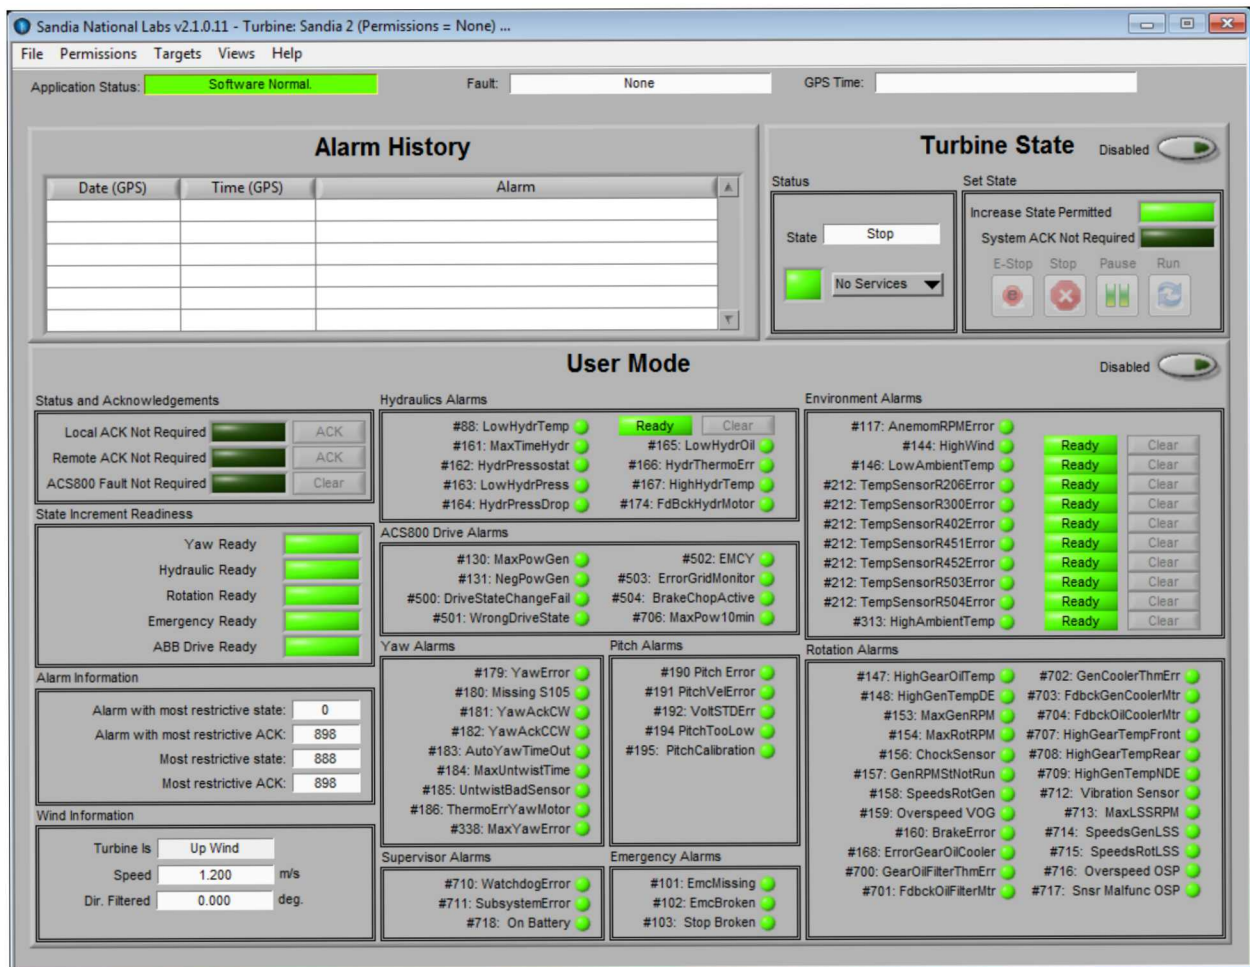 Sandia National Labs v2.1.0.11 - Turbine: Sandia 2 (Permissions = None) ...
File Permissions Targets Views Help
Application Status: Software Normal. Fault: None GPS Time:
Alarm History
Date (GPS) Time (GPS) Alarm
Turbine State Disabled
Status
State Stop
No Services
Set State
Increase State Permitted
System ACK Not Required
E-Stop Stop Pause Run
e
User Mode Disabled
Status and Acknowledgements
Local ACK Not Required ACK
Remote ACK Not Required ACK
ACS800 Fault Not Required Clear
State Increment Readiness
Yaw Ready
Hydraulic Ready
Rotation Ready
Emergency Ready
ABB Drive Ready
Alarm Information
Alarm with most restrictive state: 0
Alarm with most restrictive ACK: 898
Most restrictive state: 888
Most restrictive ACK: 898
Wind Information
Turbine Is Up Wind
Speed 1.200 m/s
Dir. Filtered 0.000 deg.
Hydraulics Alarms
#88: LowHydrTemp Ready Clear
#161: MaxTimeHydr #165: LowHydrOil
#162: HydrPressostat #166: HydrThermoErr
#163: LowHydrPress #167: HighHydrTemp
#164: HydrPressDrop #174: FdBckHydrMotor
ACS800 Drive Alarms
#130: MaxPowGen #502: EMCY
#131: NegPowGen #503: ErrorGridMonitor
#500: DriveStateChangeFail #504: BrakeChopActive
#501: WrongDriveState #706: MaxPow10min
Yaw Alarms
#179: YawError
#180: Missing S105
#181: YawAckCW
#182: YawAckCCW
#183: AutoYawTimeOut
#184: MaxUntwistTime
#185: UntwistBadSensor
#186: ThermoErrYawMotor
#338: MaxYawError
Pitch Alarms
#190 Pitch Error
#191 PitchVelError
#192: VoltSTDErr
#194 PitchTooLow
#195: PitchCalibration
Supervisor Alarms
#710: WatchdogError
#711: SubsystemError
#718: On Battery
Emergency Alarms
#101: EmcMissing
#102: EmcBroken
#103: Stop Broken
Environment Alarms
#117: AnemomRPMError
#144: HighWind Ready Clear
#146: LowAmbientTemp Ready Clear
#212: TempSensorR206Error Ready Clear
#212: TempSensorR300Error Ready Clear
#212: TempSensorR402Error Ready Clear
#212: TempSensorR451Error Ready Clear
#212: TempSensorR452Error Ready Clear
#212: TempSensorR503Error Ready Clear
#212: TempSensorR504Error Ready Clear
#313: HighAmbientTemp Ready Clear
Rotation Alarms
#147: HighGearOilTemp #702: GenCoolerThmErr
#148: HighGenTempDE #703: FdbckGenCoolerMtr
#153: MaxGenRPM #704: FdbckOilCoolerMtr
#154: MaxRotRPM #707: HighGearTempFront
#156: ChockSensor #708: HighGearTempRear
#157: GenRPMStNotRun #709: HighGenTempNDE
#158: SpeedsRotGen #712: Vibration Sensor
#159: Overspeed VOG #713: MaxLSSRPM
#160: BrakeError #714: SpeedsGenLSS
#168: ErrorGearOilCooler #715: SpeedsRotLSS
#700: GearOilFilterThmErr #716: Overspeed OSP
#701: FdbckOilFilterMtr #717: Snsr Malfunc OSP